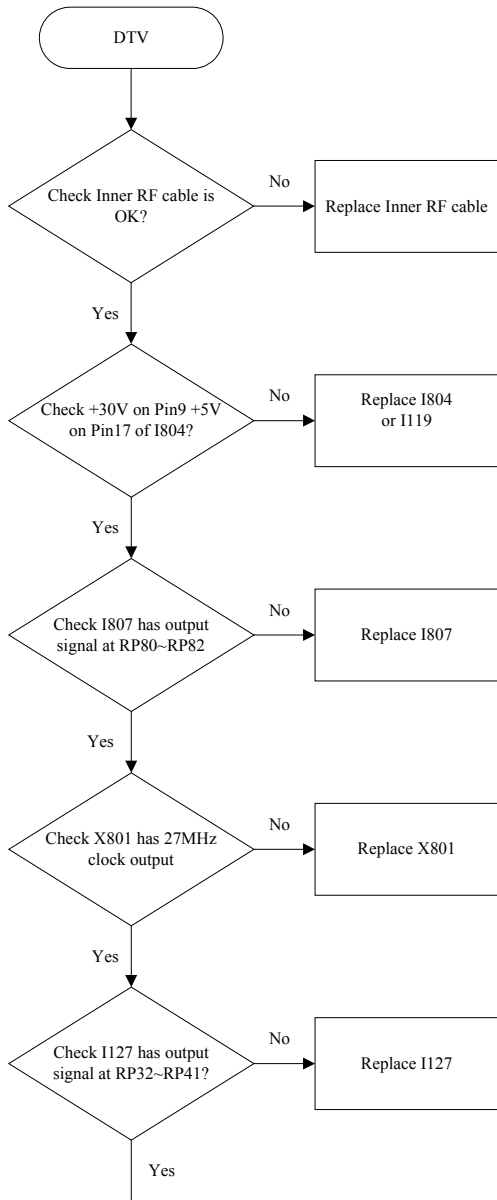 DTV
Check Inner RF cable is
OK?
No
Replace Inner RF cable
Yes
Check +30V on Pin9 +5V
on Pin17 of I804?
No
Replace I804
or I119
Yes
Check I807 has output
signal at RP80~RP82
No
Replace I807
Yes
Check X801 has 27MHz
clock output
No
Replace X801
Yes
Check I127 has output
signal at RP32~RP41?
No
Replace I127
Yes